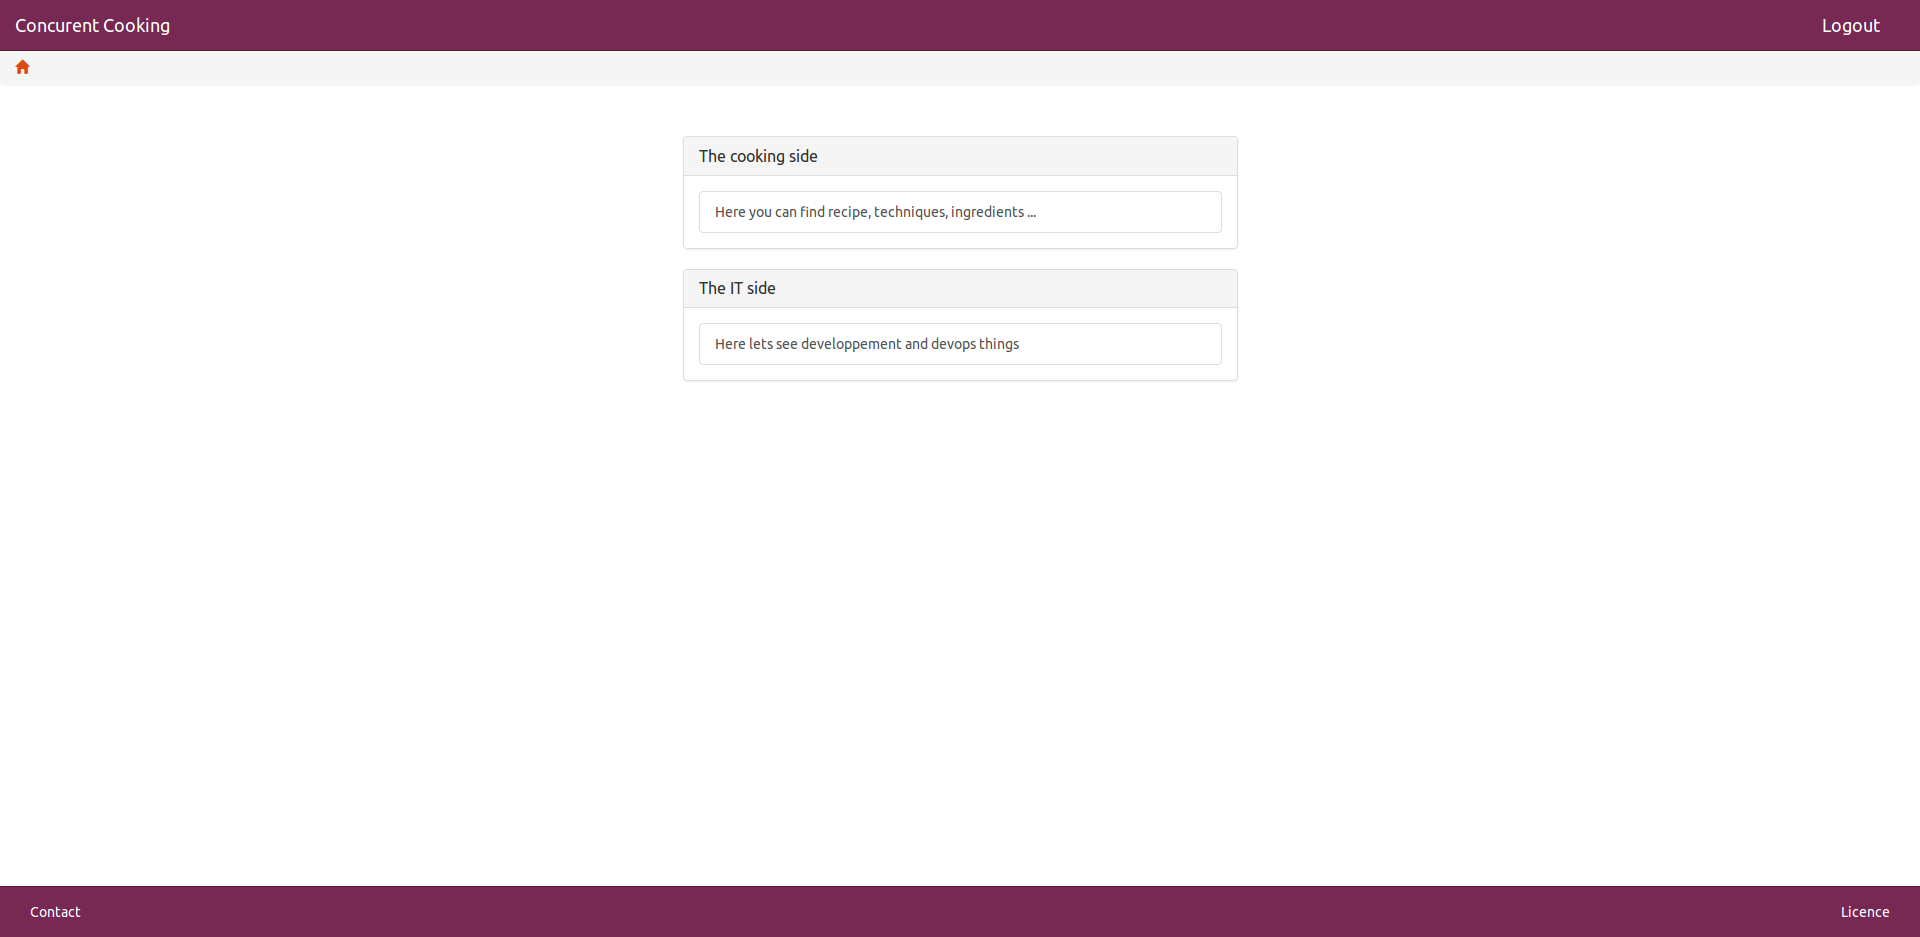 Concurent Cooking
Logout
The cooking side
Here you can find recipe, techniques, ingredients ...
The IT side
Here lets see developpement and devops things
Contact
Licence